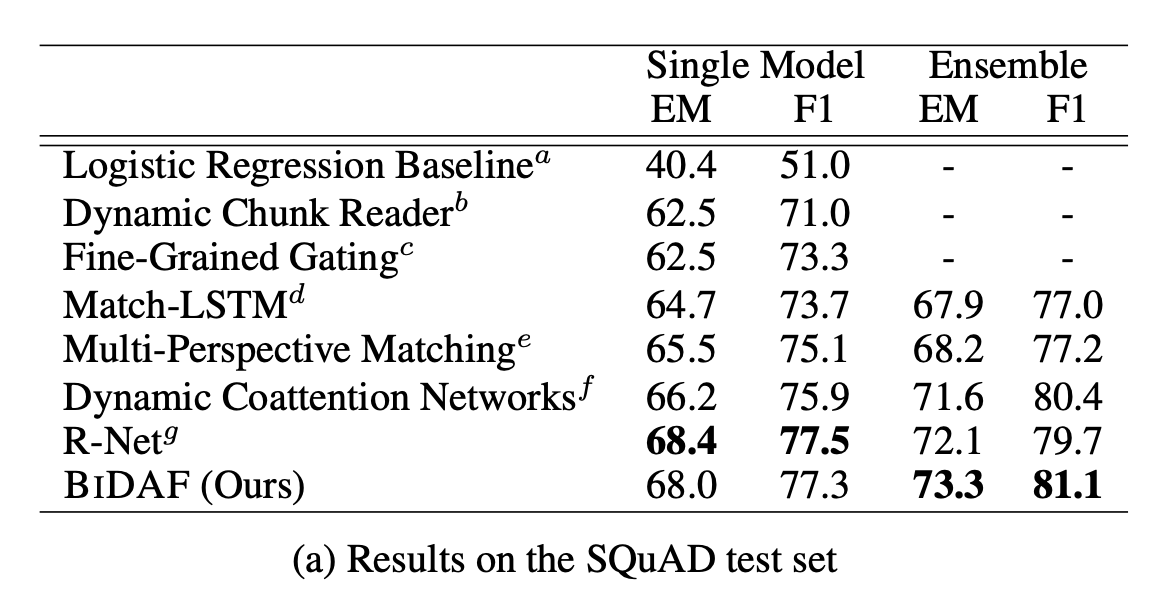 Single Model Ensemble
EM F1 EM F1
Logistic Regression Baseline^a 40.4 51.0 - -
Dynamic Chunk Reader^b 62.5 71.0 - -
Fine-Grained Gating^c 62.5 73.3 - -
Match-LSTM^d 64.7 73.7 67.9 77.0
Multi-Perspective Matching^e 65.5 75.1 68.2 77.2
Dynamic Coattention Networks^f 66.2 75.9 71.6 80.4
R-Net^g 68.4 77.5 72.1 79.7
BIDAF (Ours) 68.0 77.3 73.3 81.1
(a) Results on the SQuAD test set